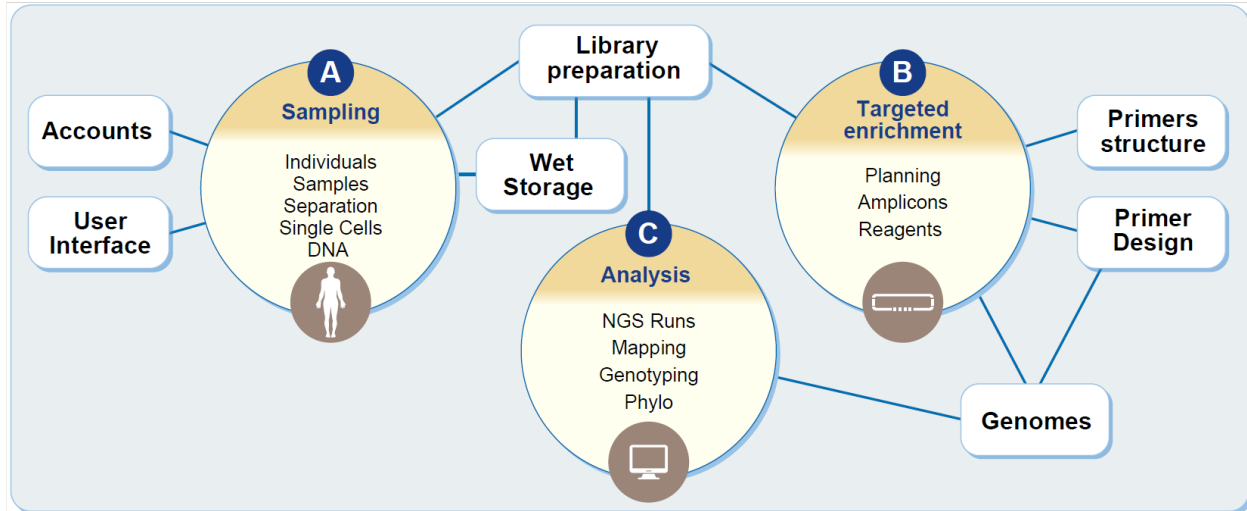 A
Sampling
Individuals
Samples
Separation
Single Cells
DNA
Accounts
User
Interface
Library
preparation
Wet
Storage
B
Targeted
enrichment
Planning
Amplicons
Reagents
Primers
structure
Primer
Design
C
Analysis
NGS Runs
Mapping
Genotyping
Phylo
Genomes